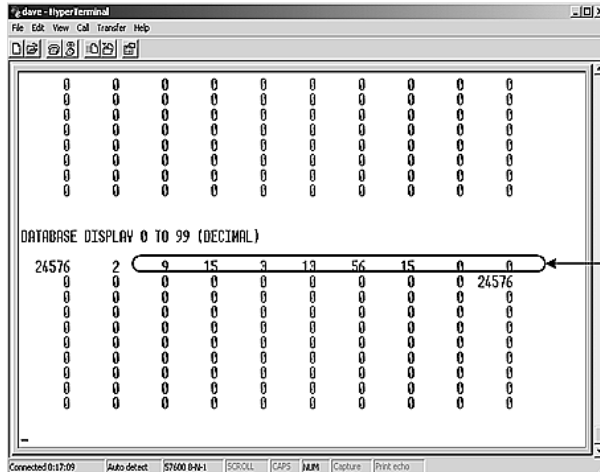 dave - HyperTerminal
File Edit View Call Transfer Help
0 0 0 0 0 0 0 0 0 0
0 0 0 0 0 0 0 0 0 0
0 0 0 0 0 0 0 0 0 0
0 0 0 0 0 0 0 0 0 0
0 0 0 0 0 0 0 0 0 0
0 0 0 0 0 0 0 0 0 0
0 0 0 0 0 0 0 0 0 0
0 0 0 0 0 0 0 0 0 0
DATABASE DISPLAY 0 TO 99 (DECIMAL)
24576 2 9 15 3 13 56 15 0 0
0 0 0 0 0 0 0 0 0 24576
0 0 0 0 0 0 0 0 0 0
0 0 0 0 0 0 0 0 0 0
0 0 0 0 0 0 0 0 0 0
0 0 0 0 0 0 0 0 0 0
0 0 0 0 0 0 0 0 0 0
0 0 0 0 0 0 0 0 0 0
0 0 0 0 0 0 0 0 0 0
0 0 0 0 0 0 0 0 0 0
Connected 0:17:09 Auto detect 57600 8-N-1 SCROLL CAPS NUM Capture Print echo